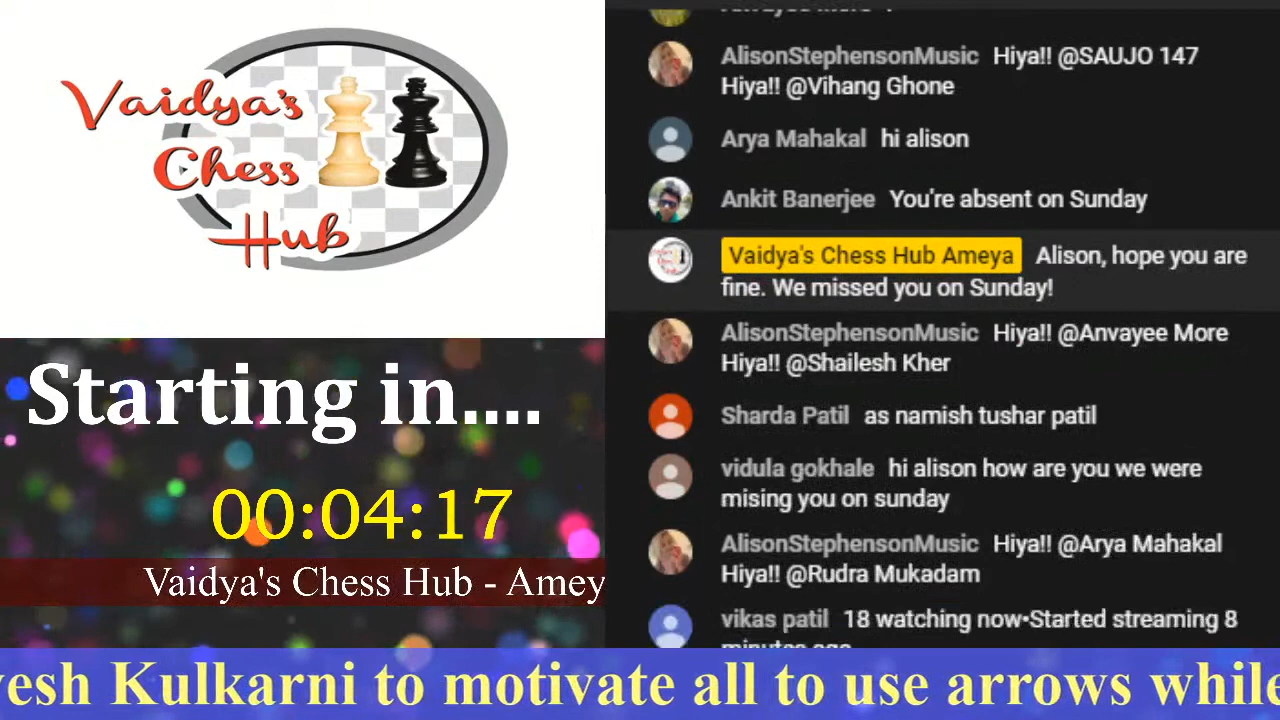 Vaidya's
Chess
Hub
Starting in....
00:04:17
Vaidya's Chess Hub - Amey
AlisonStephensonMusic Hiya!! @SAUJO 147
Hiya!! @Vihang Ghone
Arya Mahakal hi alison
Ankit Banerjee You're absent on Sunday
Vaidya's Chess Hub Ameya Alison, hope you are
fine. We missed you on Sunday!
AlisonStephensonMusic Hiya!! @Anvayee More
Hiya!! @Shailesh Kher
Sharda Patil as namish tushar patil
vidula gokhale hi alison how are you we were
mising you on sunday
AlisonStephensonMusic Hiya!! @Arya Mahakal
Hiya!! @Rudra Mukadam
vikas patil 18 watching now•Started streaming 8
minutes ago
yesh Kulkarni to motivate all to use arrows while